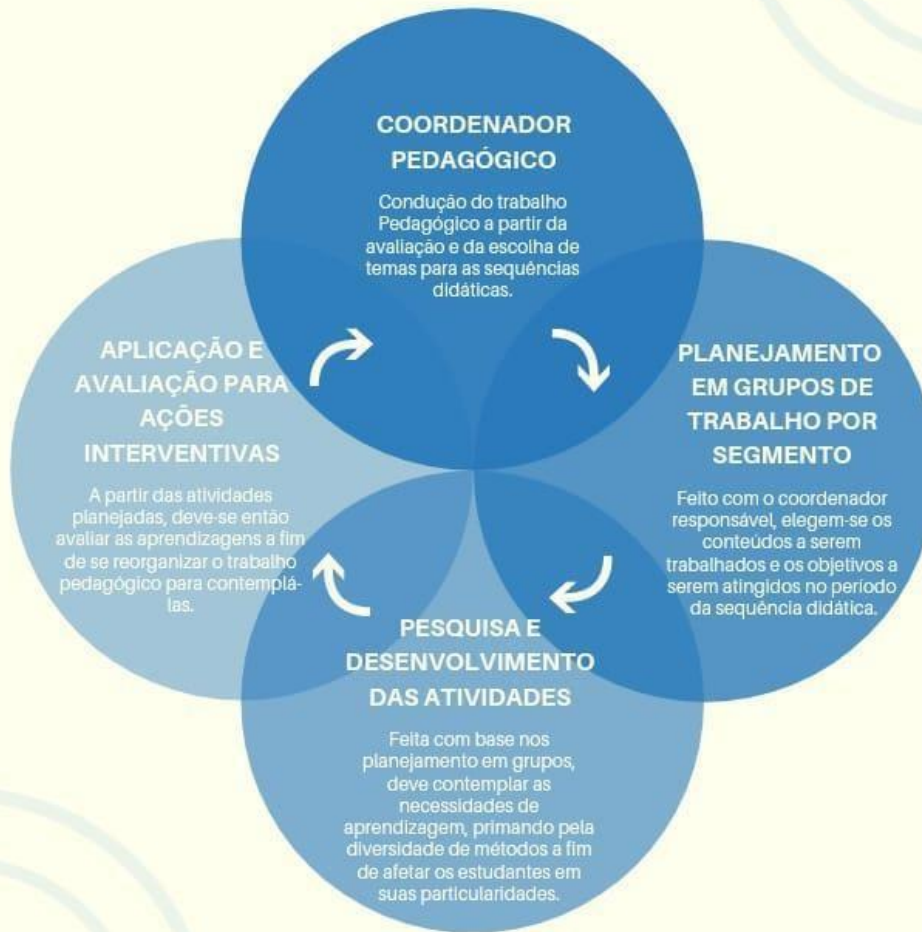 COORDENADOR
PEDAGÓGICO
Condução do trabalho
Pedagógico a partir da
avaliação e da escolha de
temas para as sequências
didáticas.
PLANEJAMENTO
EM GRUPOS DE
TRABALHO POR
SEGMENTO
Feito com o coordenador
responsável, elegem-se os
conteúdos a serem
trabalhados e os objetivos a
serem atingidos no período
da sequência didática.
PESQUISA E
DESENVOLVIMENTO
DAS ATIVIDADES
Feita com base nos
planejamento em grupos,
deve contemplar as
necessidades de
aprendizagem, primando pela
diversidade de métodos a fim
de afetar os estudantes em
suas particularidades.
APLICAÇÃO E
AVALIAÇÃO PARA
AÇÕES
INTERVENTIVAS
A partir das atividades
planejadas, deve-se então
avaliar as aprendizagens a fim
de se reorganizar o trabalho
pedagógico para contemplá-
las.